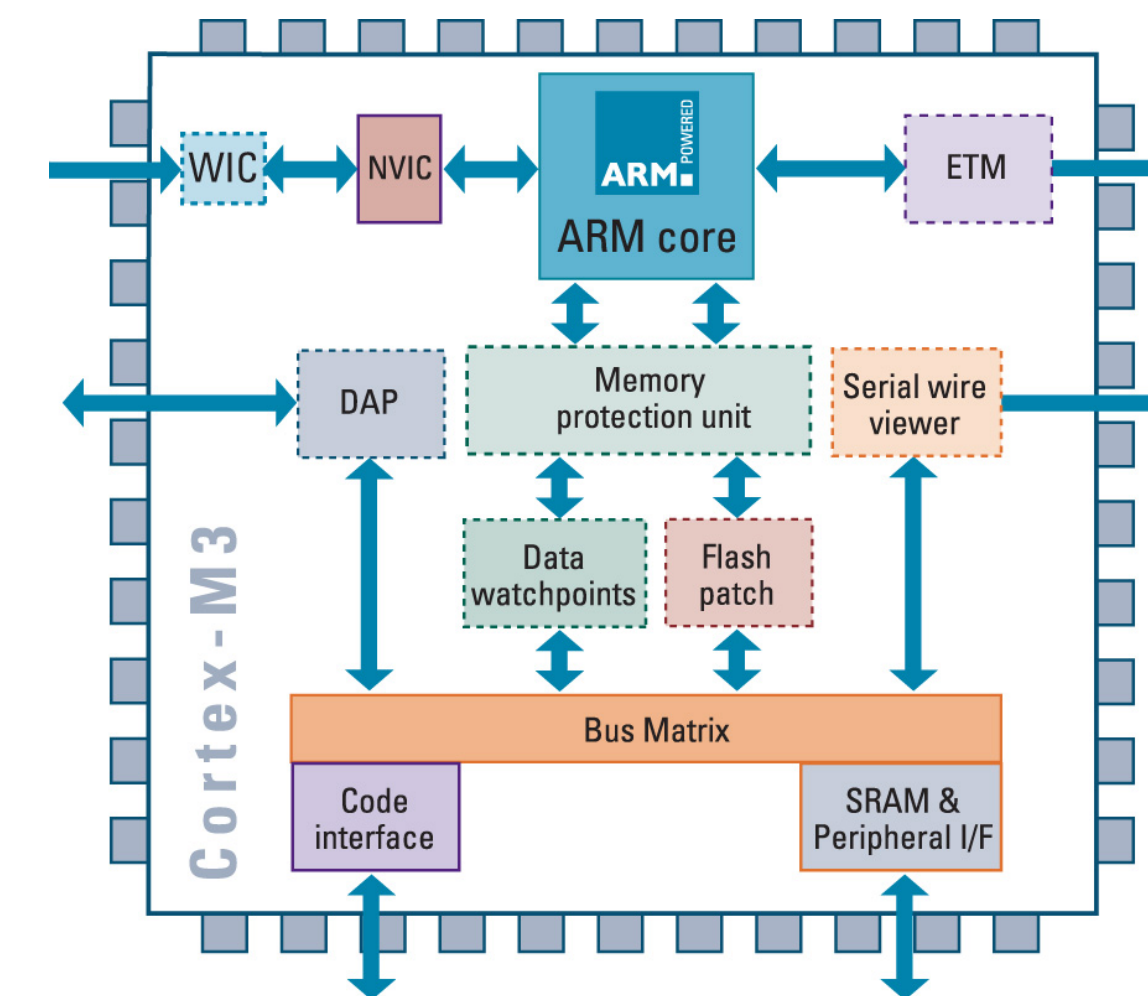 WIC
NVIC
ARM
POWERED
ARM core
ETM
DAP
Memory
protection unit
Serial wire
viewer
Data
watchpoints
Flash
patch
Cortex-M3
Bus Matrix
Code
interface
SRAM &
Peripheral I/F